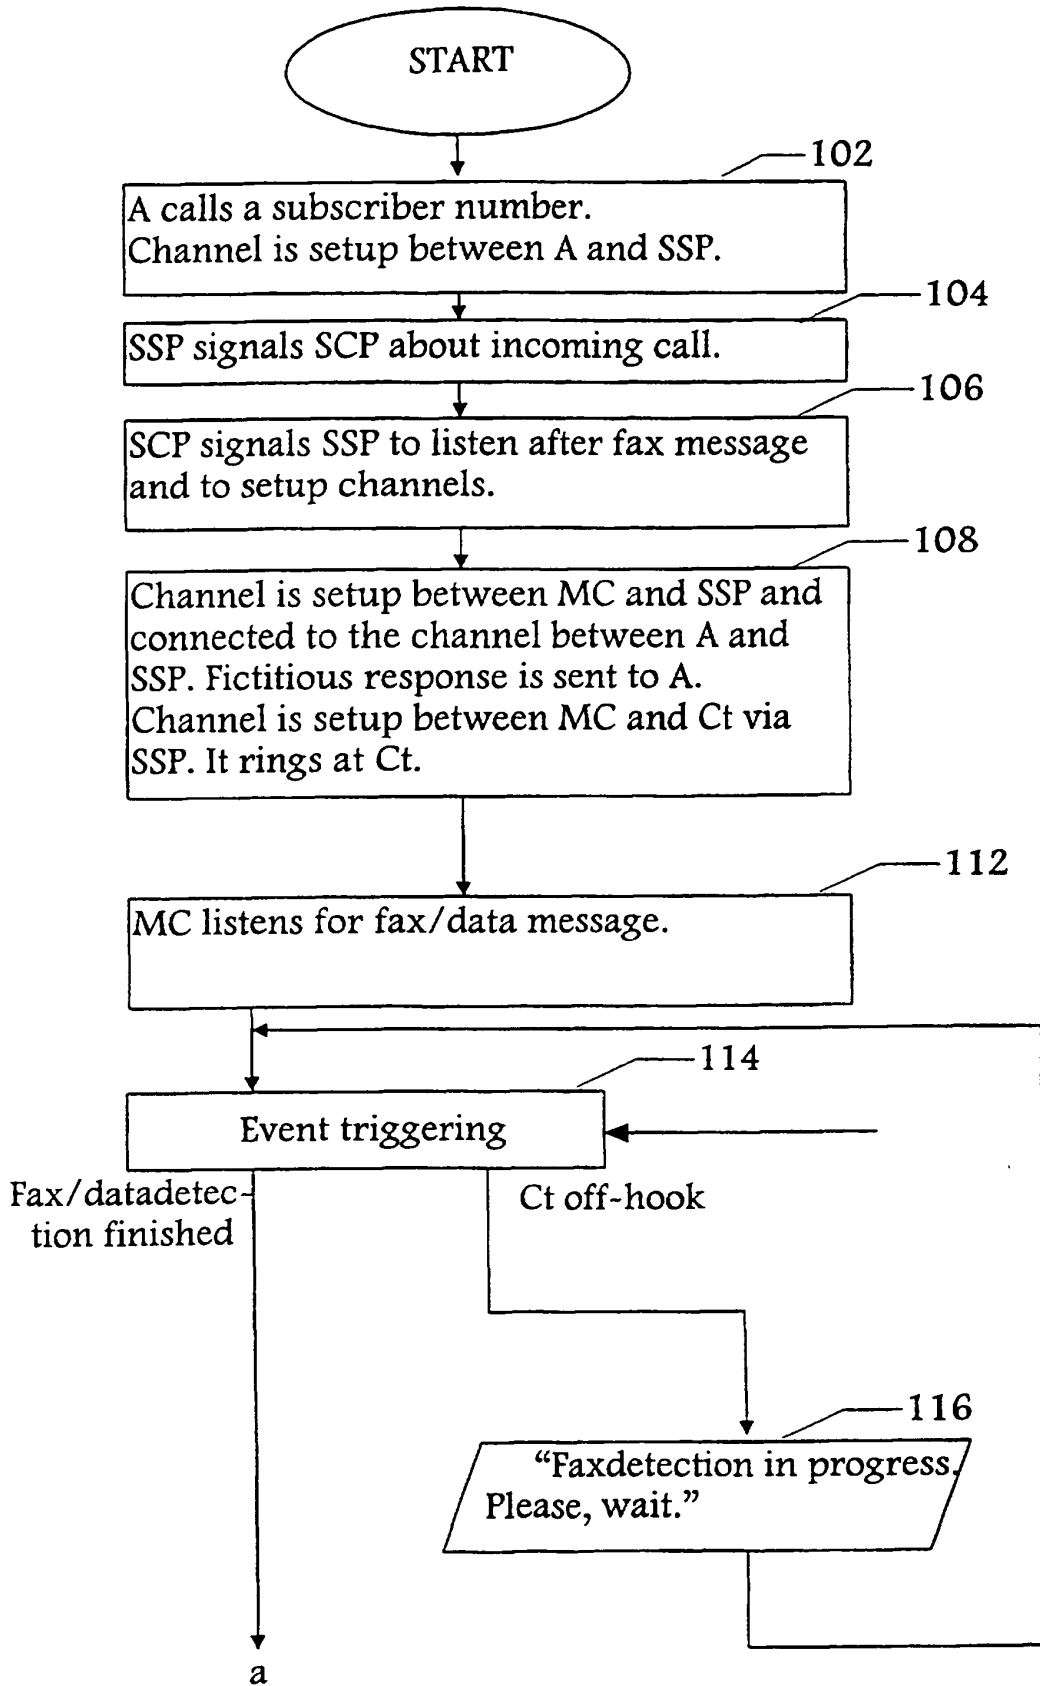 START
102
A calls a subscriber number.
Channel is setup between A and SSP.
104
SSP signals SCP about incoming call.
106
SCP signals SSP to listen after fax message
and to setup channels.
108
Channel is setup between MC and SSP and
connected to the channel between A and
SSP. Fictitious response is sent to A.
Channel is setup between MC and Ct via
SSP. It rings at Ct.
112
MC listens for fax/data message.
114
Event triggering
Fax/datadetec-
tion finished
Ct off-hook
116
“Faxdetection in progress.
Please, wait.”
a